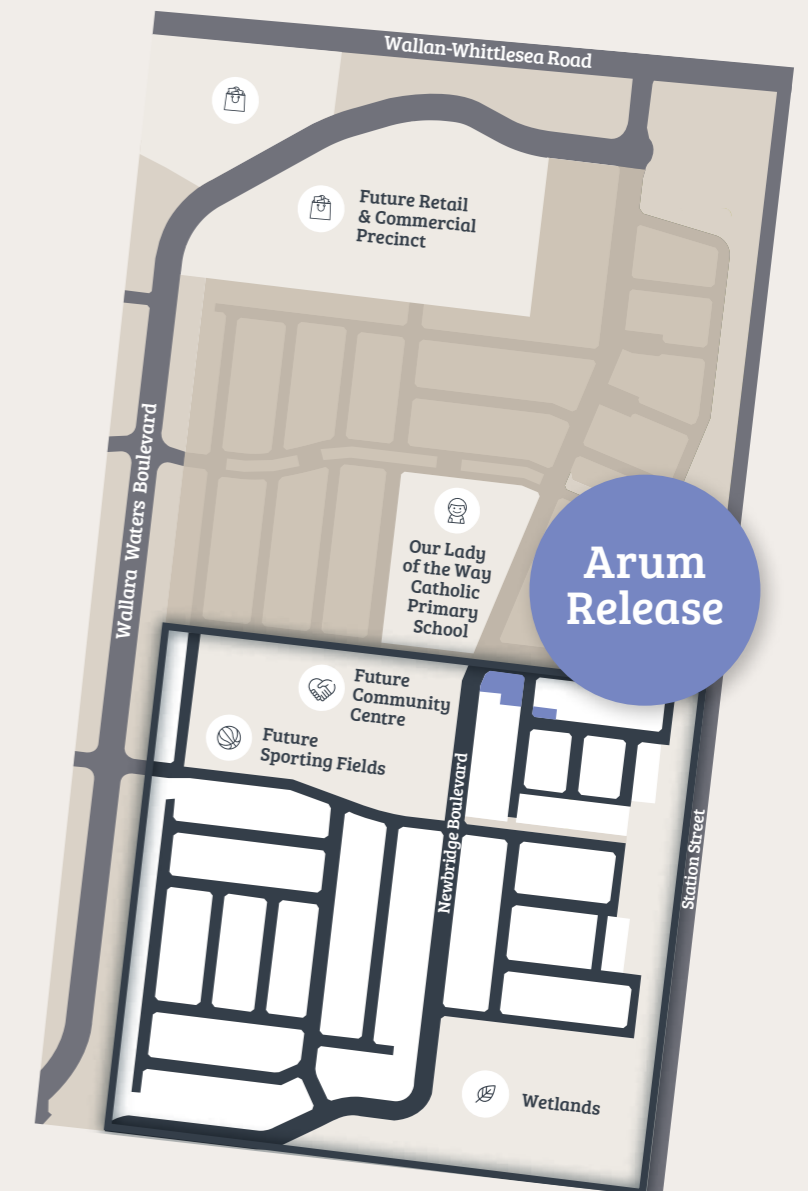 Wallan-Whittlesea Road
Future Retail
& Commercial
Precinct
Wallara Waters Boulevard
Our Lady
of the Way
Catholic
Primary
School
Arum
Release
Future
Community
Centre
Future
Sporting Fields
Newbridge Boulevard
Station Street
Wetlands